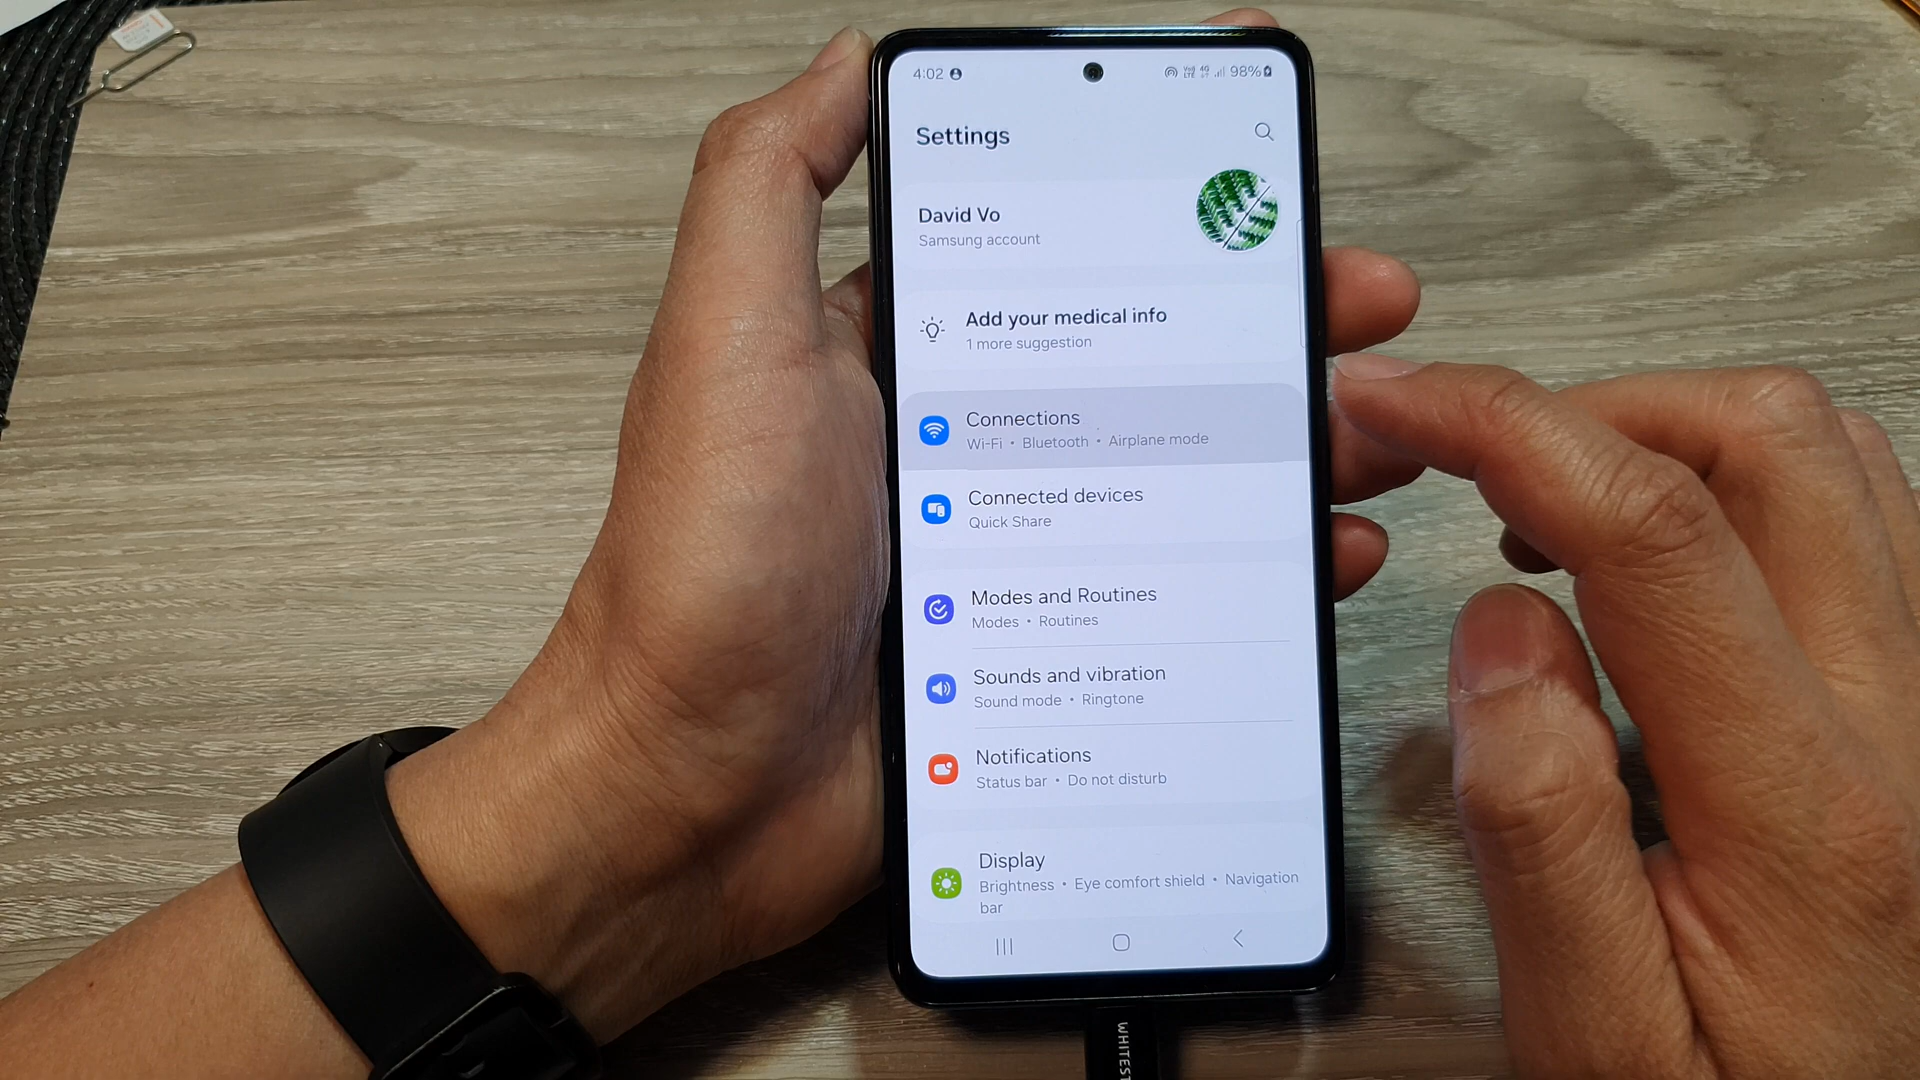 4:02
98%
Settings
David Vo
Samsung account
Add your medical info
1 more suggestion
Connections
Wi-Fi • Bluetooth • Airplane mode
Connected devices
Quick Share
Modes and Routines
Modes • Routines
Sounds and vibration
Sound mode • Ringtone
Notifications
Status bar • Do not disturb
Display
Brightness • Eye comfort shield • Navigation
bar
WHITEST